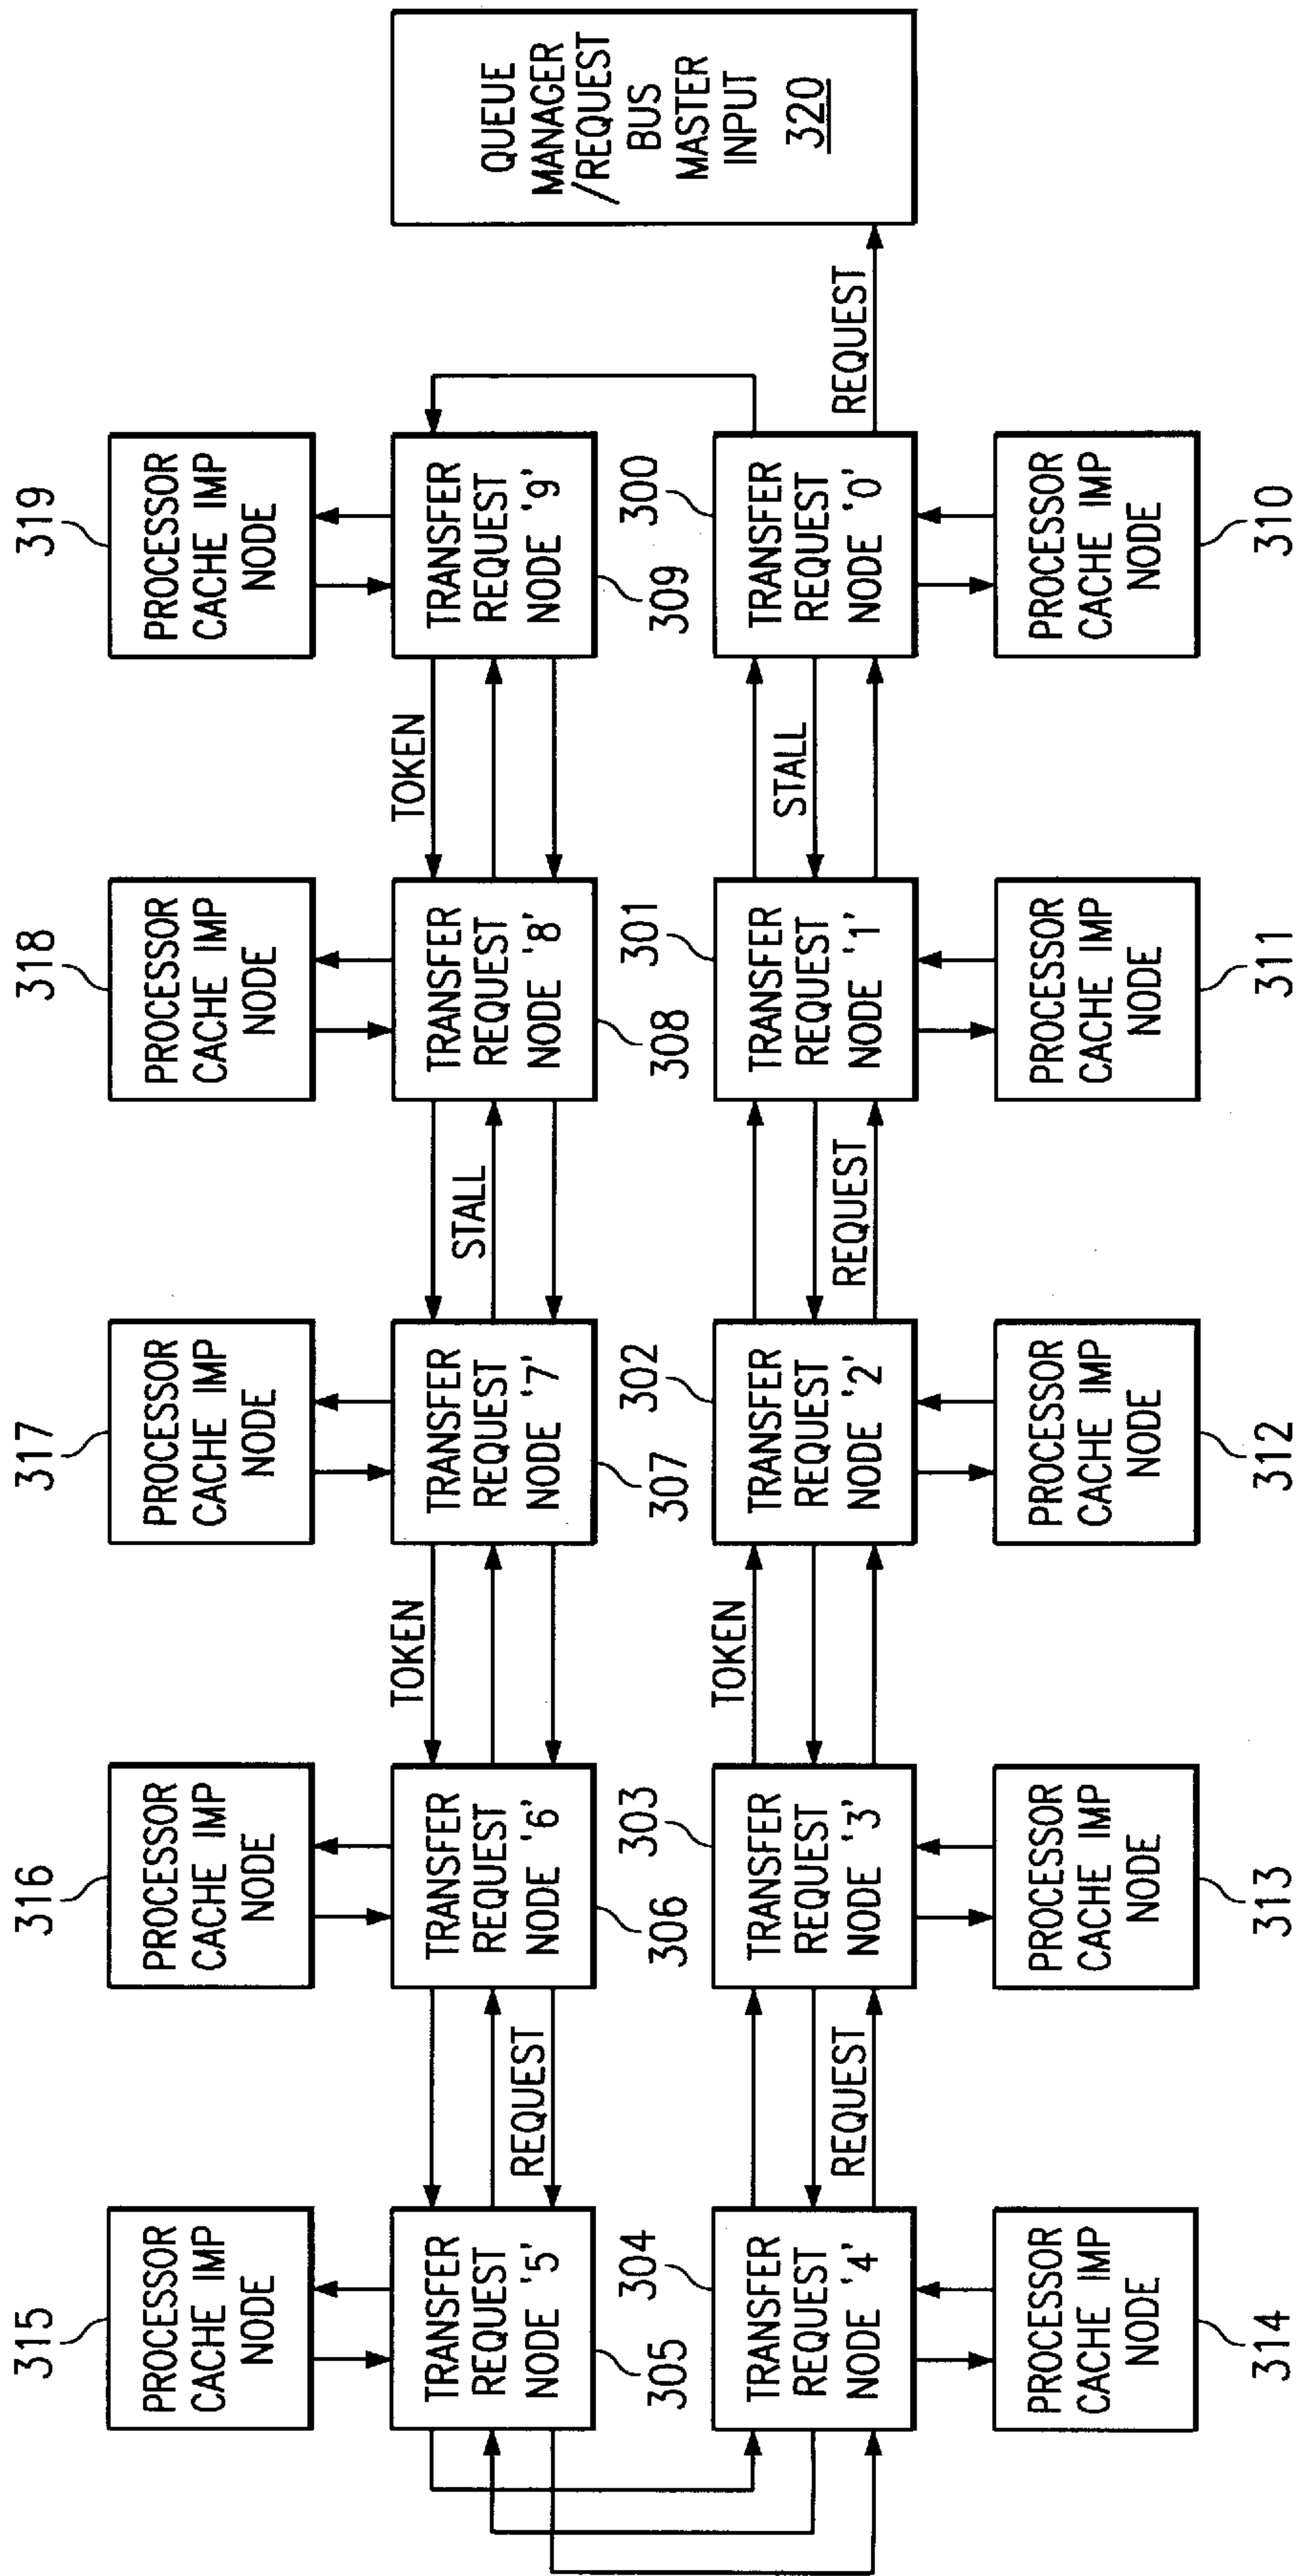 319
PROCESSOR
CACHE IMP
NODE
318
PROCESSOR
CACHE IMP
NODE
317
PROCESSOR
CACHE IMP
NODE
316
PROCESSOR
CACHE IMP
NODE
315
PROCESSOR
CACHE IMP
NODE
QUEUE
MANAGER
/REQUEST
BUS
MASTER
INPUT
320
TRANSFER
REQUEST
NODE '9'
309
TOKEN
TRANSFER
REQUEST
NODE '8'
308
STALL
TRANSFER
REQUEST
NODE '7'
307
TOKEN
TRANSFER
REQUEST
NODE '6'
306
REQUEST
TRANSFER
REQUEST
NODE '5'
305
REQUEST
300
TRANSFER
REQUEST
NODE '0'
STALL
301
TRANSFER
REQUEST
NODE '1'
REQUEST
302
TRANSFER
REQUEST
NODE '2'
TOKEN
303
TRANSFER
REQUEST
NODE '3'
REQUEST
304
TRANSFER
REQUEST
NODE '4'
PROCESSOR
CACHE IMP
NODE
310
PROCESSOR
CACHE IMP
NODE
311
PROCESSOR
CACHE IMP
NODE
312
PROCESSOR
CACHE IMP
NODE
313
PROCESSOR
CACHE IMP
NODE
314